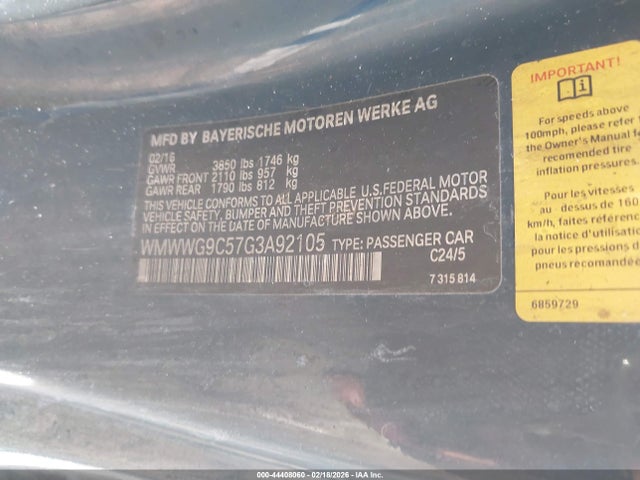 MFD BY BAYERISCHE MOTOREN WERKE AG
02/16
GVWR 3850 lbs 1746 kg
GAWR FRONT 2110 lbs 957 kg
GAWR REAR 1790 lbs 812 kg
THIS VEHICLE CONFORMS TO ALL APPLICABLE U.S.FEDERAL MOTOR
VEHICLE SAFETY, BUMPER, AND THEFT PREVENTION STANDARDS
IN EFFECT ON THE DATE OF MANUFACTURE SHOWN ABOVE.
WMWWG9C57G3A92105 TYPE: PASSENGER CAR
C24/5
7 315 814
IMPORTANT!
For speeds above
100mph, please refer
the Owner's Manual
recomended tire
inflation pressures.
Pour les vitesses
au - dessus de 160
km/h, faites
la notice d'utilisation
pour les pressions
pneus recommandés
6859729
000-44408060 - 02/18/2026 - IAA Inc.